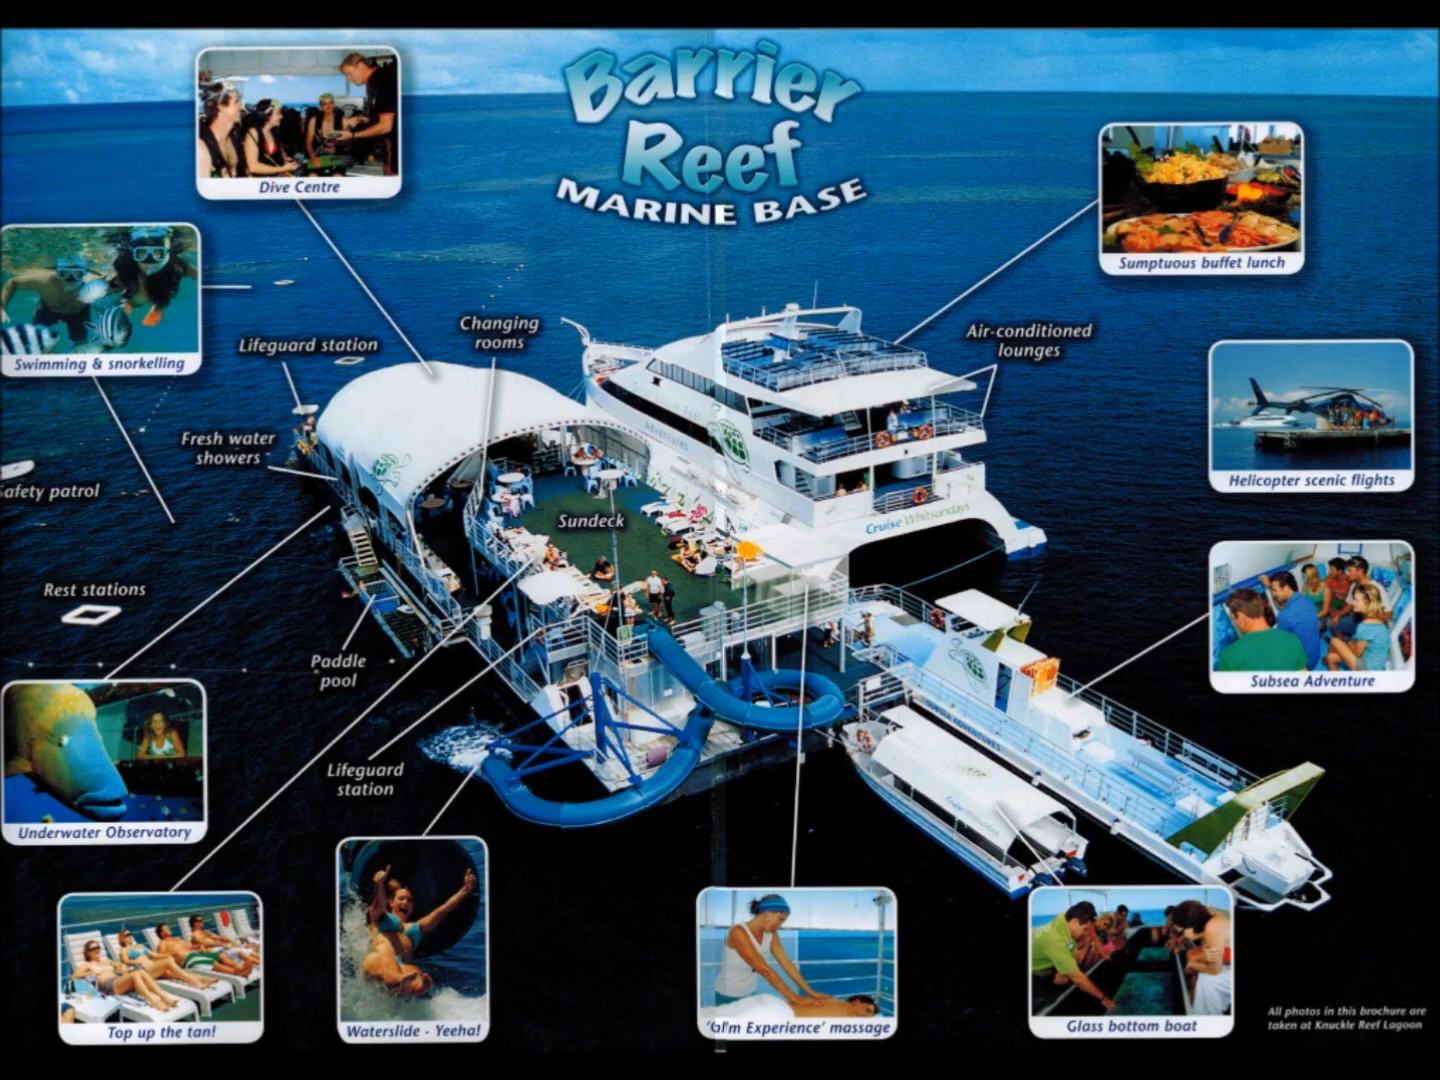 Barrier
Reef
MARINE BASE
Dive Centre
Sumptuous buffet lunch
Swimming & snorkelling
Lifeguard station
Changing
rooms
Air-conditioned
lounges
Fresh water
showers
afety patrol
Helicopter scenic flights
Sundeck
Adventures
Cruise Whitsundays
Rest stations
Paddle
pool
Subsea Adventure
SUBSEA ADVENTURES
Lifeguard
station
Underwater Observatory
Top up the tan!
Waterslide - Yeeha!
Experience' massage
Glass bottom boat
All photos in this brochure are
taken at Knuckle Reef Lagoon